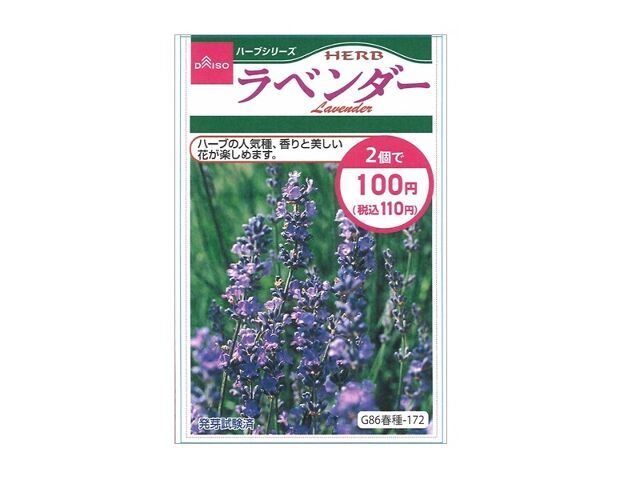 ハーブシリーズ
HERB
DAISO
ラベンダー
Lavender
ハーブの人気種、香りと美しい
花が楽しめます。
2個で
100円
(税込110円)
発芽試験済
G86春種-172